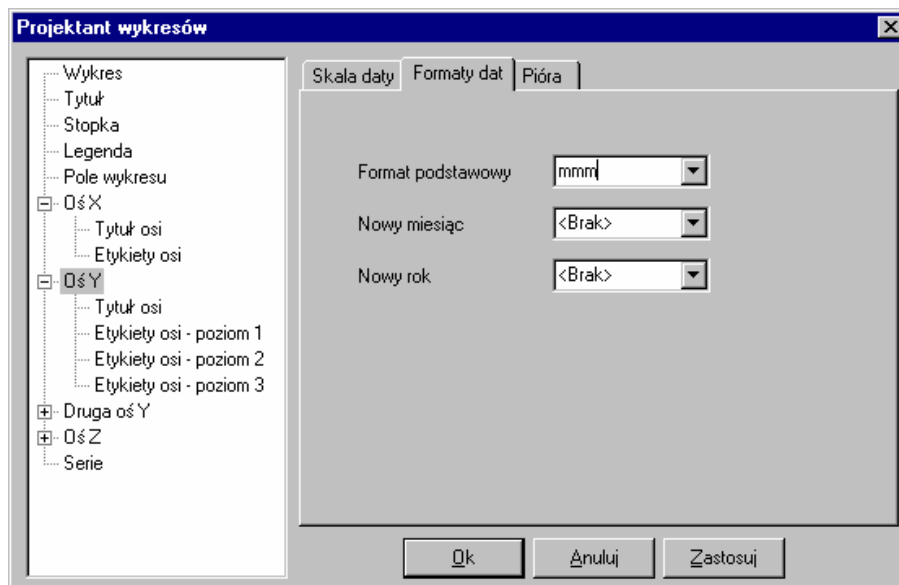 Projektant wykresów
Wykres
Tytuł
Stopka
Legenda
Pole wykresu
Oś X
Tytuł osi
Etykiety osi
Oś Y
Tytuł osi
Etykiety osi - poziom 1
Etykiety osi - poziom 2
Etykiety osi - poziom 3
Druga oś Y
Oś Z
Serie
Skala daty Formaty dat Pióra
Format podstawowy mmm
Nowy miesiąc <Brak>
Nowy rok <Brak>
Ok Anuluj Zastosuj